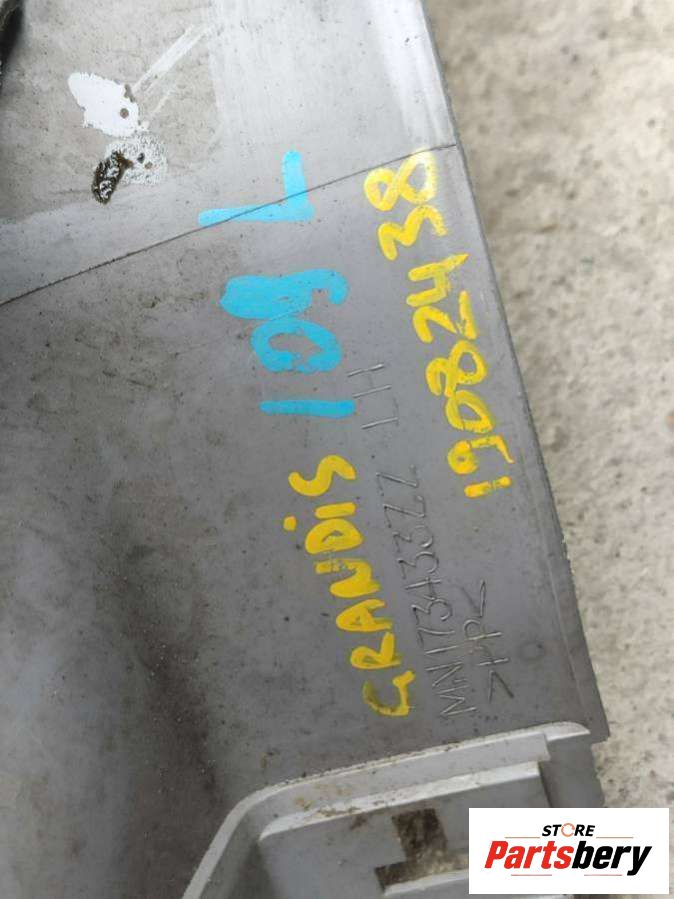 109 L
GRANDIS
19082438
MN173433ZZ LH
>PP<
STORE
Partsbery